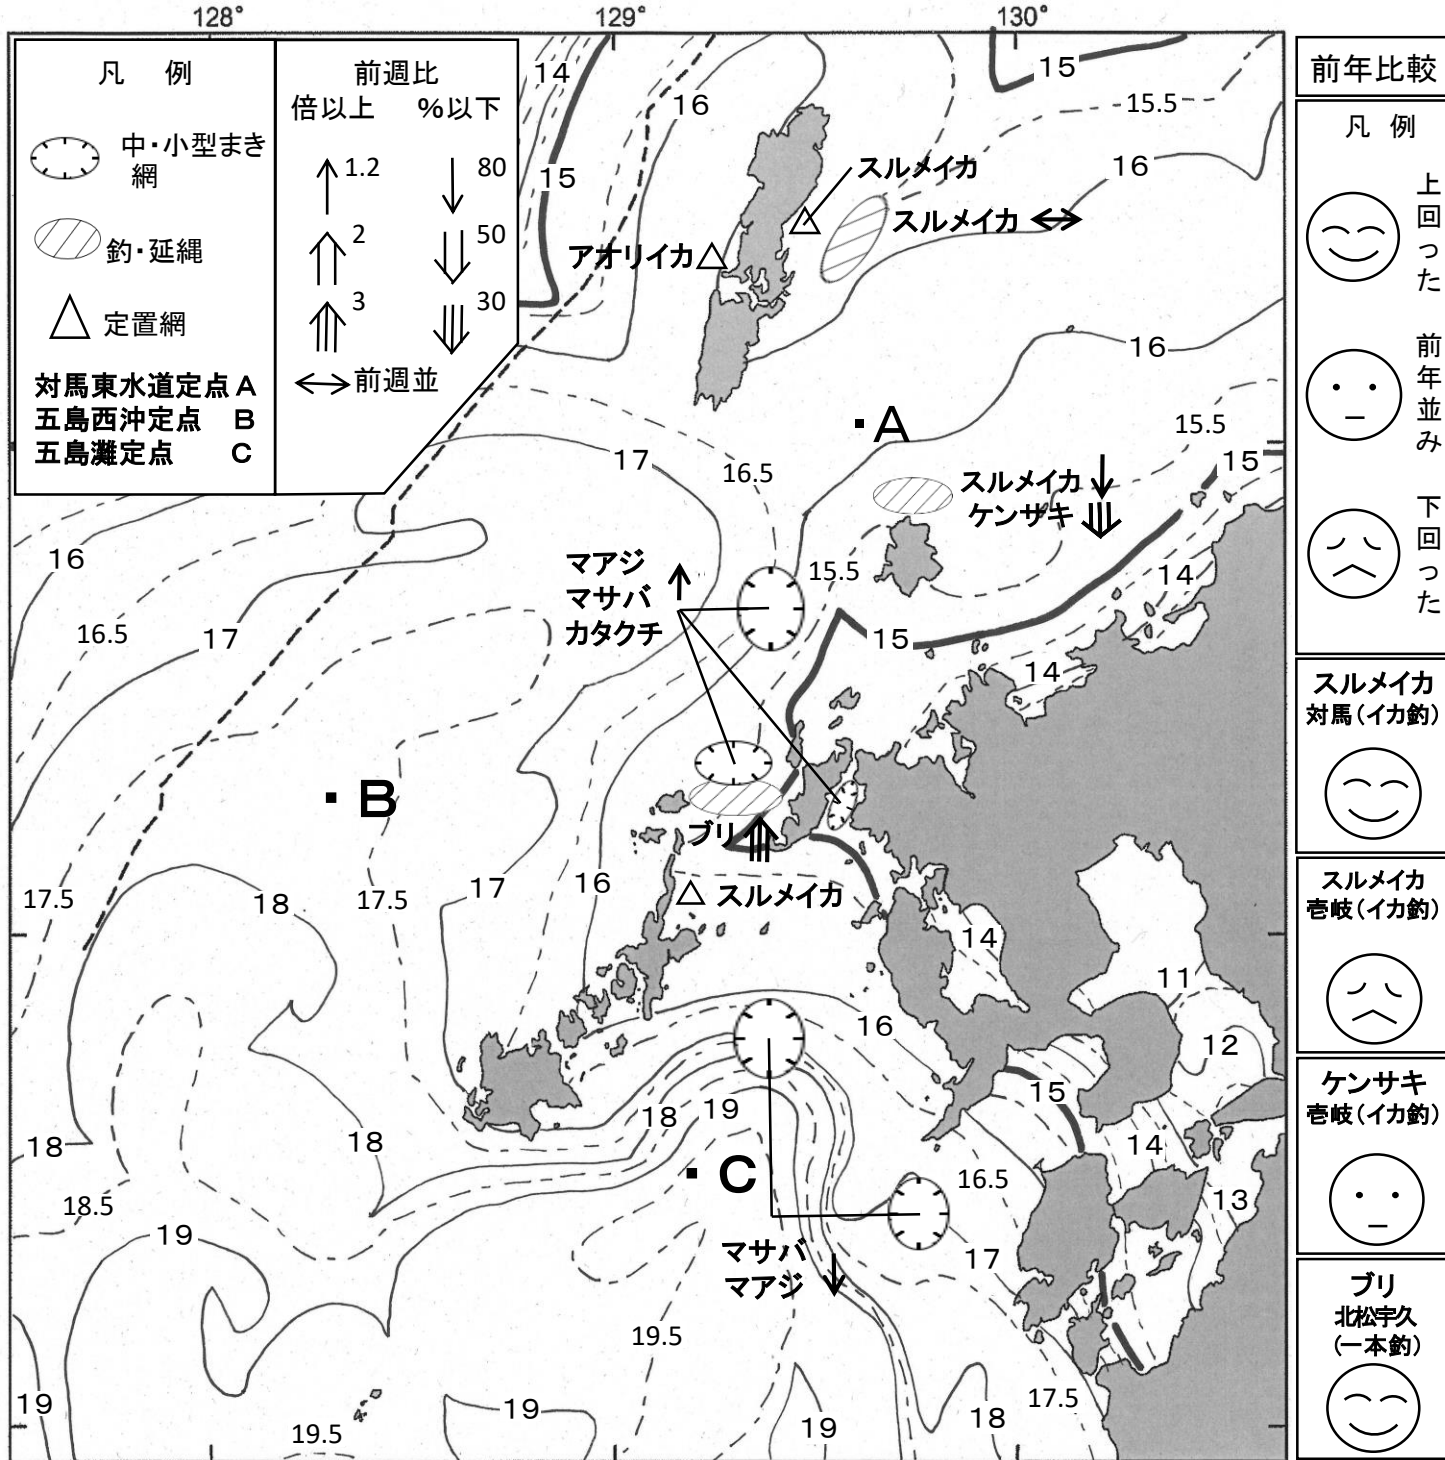 128°
129°
130°
凡 例
中・小型まき
網
釣・延縄
定置網
対馬東水道定点 A
五島西沖定点 B
五島灘定点 C
前週比
倍以上 %以下
1.2 80
2 50
3 30
前週並
前年比較
凡 例
上回った
前年並み
下回った
スルメイカ
対馬(イカ釣)
スルメイカ
壱岐(イカ釣)
ケンサキ
壱岐(イカ釣)
ブリ
北松宇久
(一本釣)
14
16
15
15.5
15
16
スルメイカ
スルメイカ
アオリイカ
16
A
15.5
17
16.5
15
スルメイカ
ケンサキ
16
マアジ
マサバ
カタクチ
15.5
14
16.5
17
15
14
B
ブリ
17.5
18
17.5
17
16
スルメイカ
14
11
16
12
18
18
18
19
15
14
C
16.5
13
18.5
19
マサバ
マアジ
17
19.5
19
19
19.5
19
18
17.5